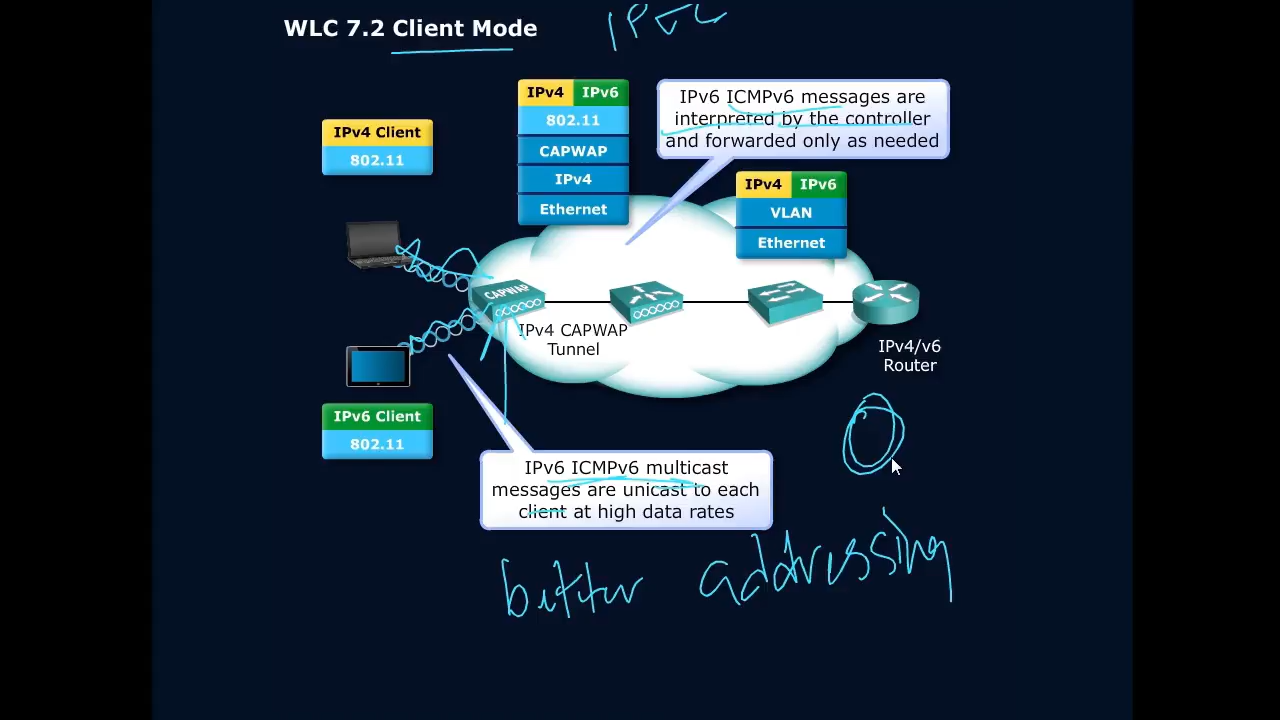 WLC 7.2 Client Mode
IPv4 Client
802.11
IPv4 IPv6
802.11
CAPWAP
IPv4
Ethernet
IPv6 ICMPv6 messages are
interpreted by the controller
and forwarded only as needed
IPv4 IPv6
VLAN
Ethernet
CAPWAP
IPv4 CAPWAP
Tunnel
IPv4/v6
Router
IPv6 Client
802.11
IPv6 ICMPv6 multicast
messages are unicast to each
client at high data rates
better addressing